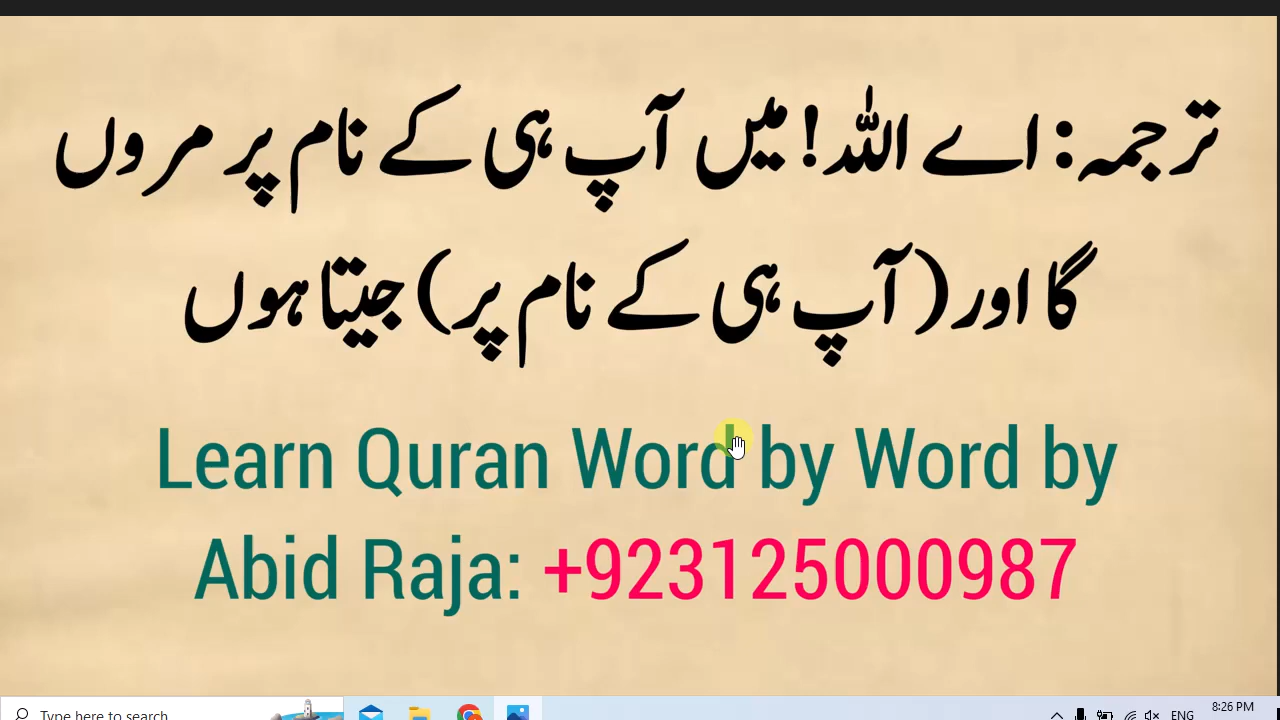 ترجمہ: اے اللہ! میں آپ ہی کے نام پر مروں
گا اور (آپ ہی کے نام پر) جیتا ہوں
Learn Quran Word by Word by
Abid Raja: +923125000987
Type here to search
ENG
8:26 PM